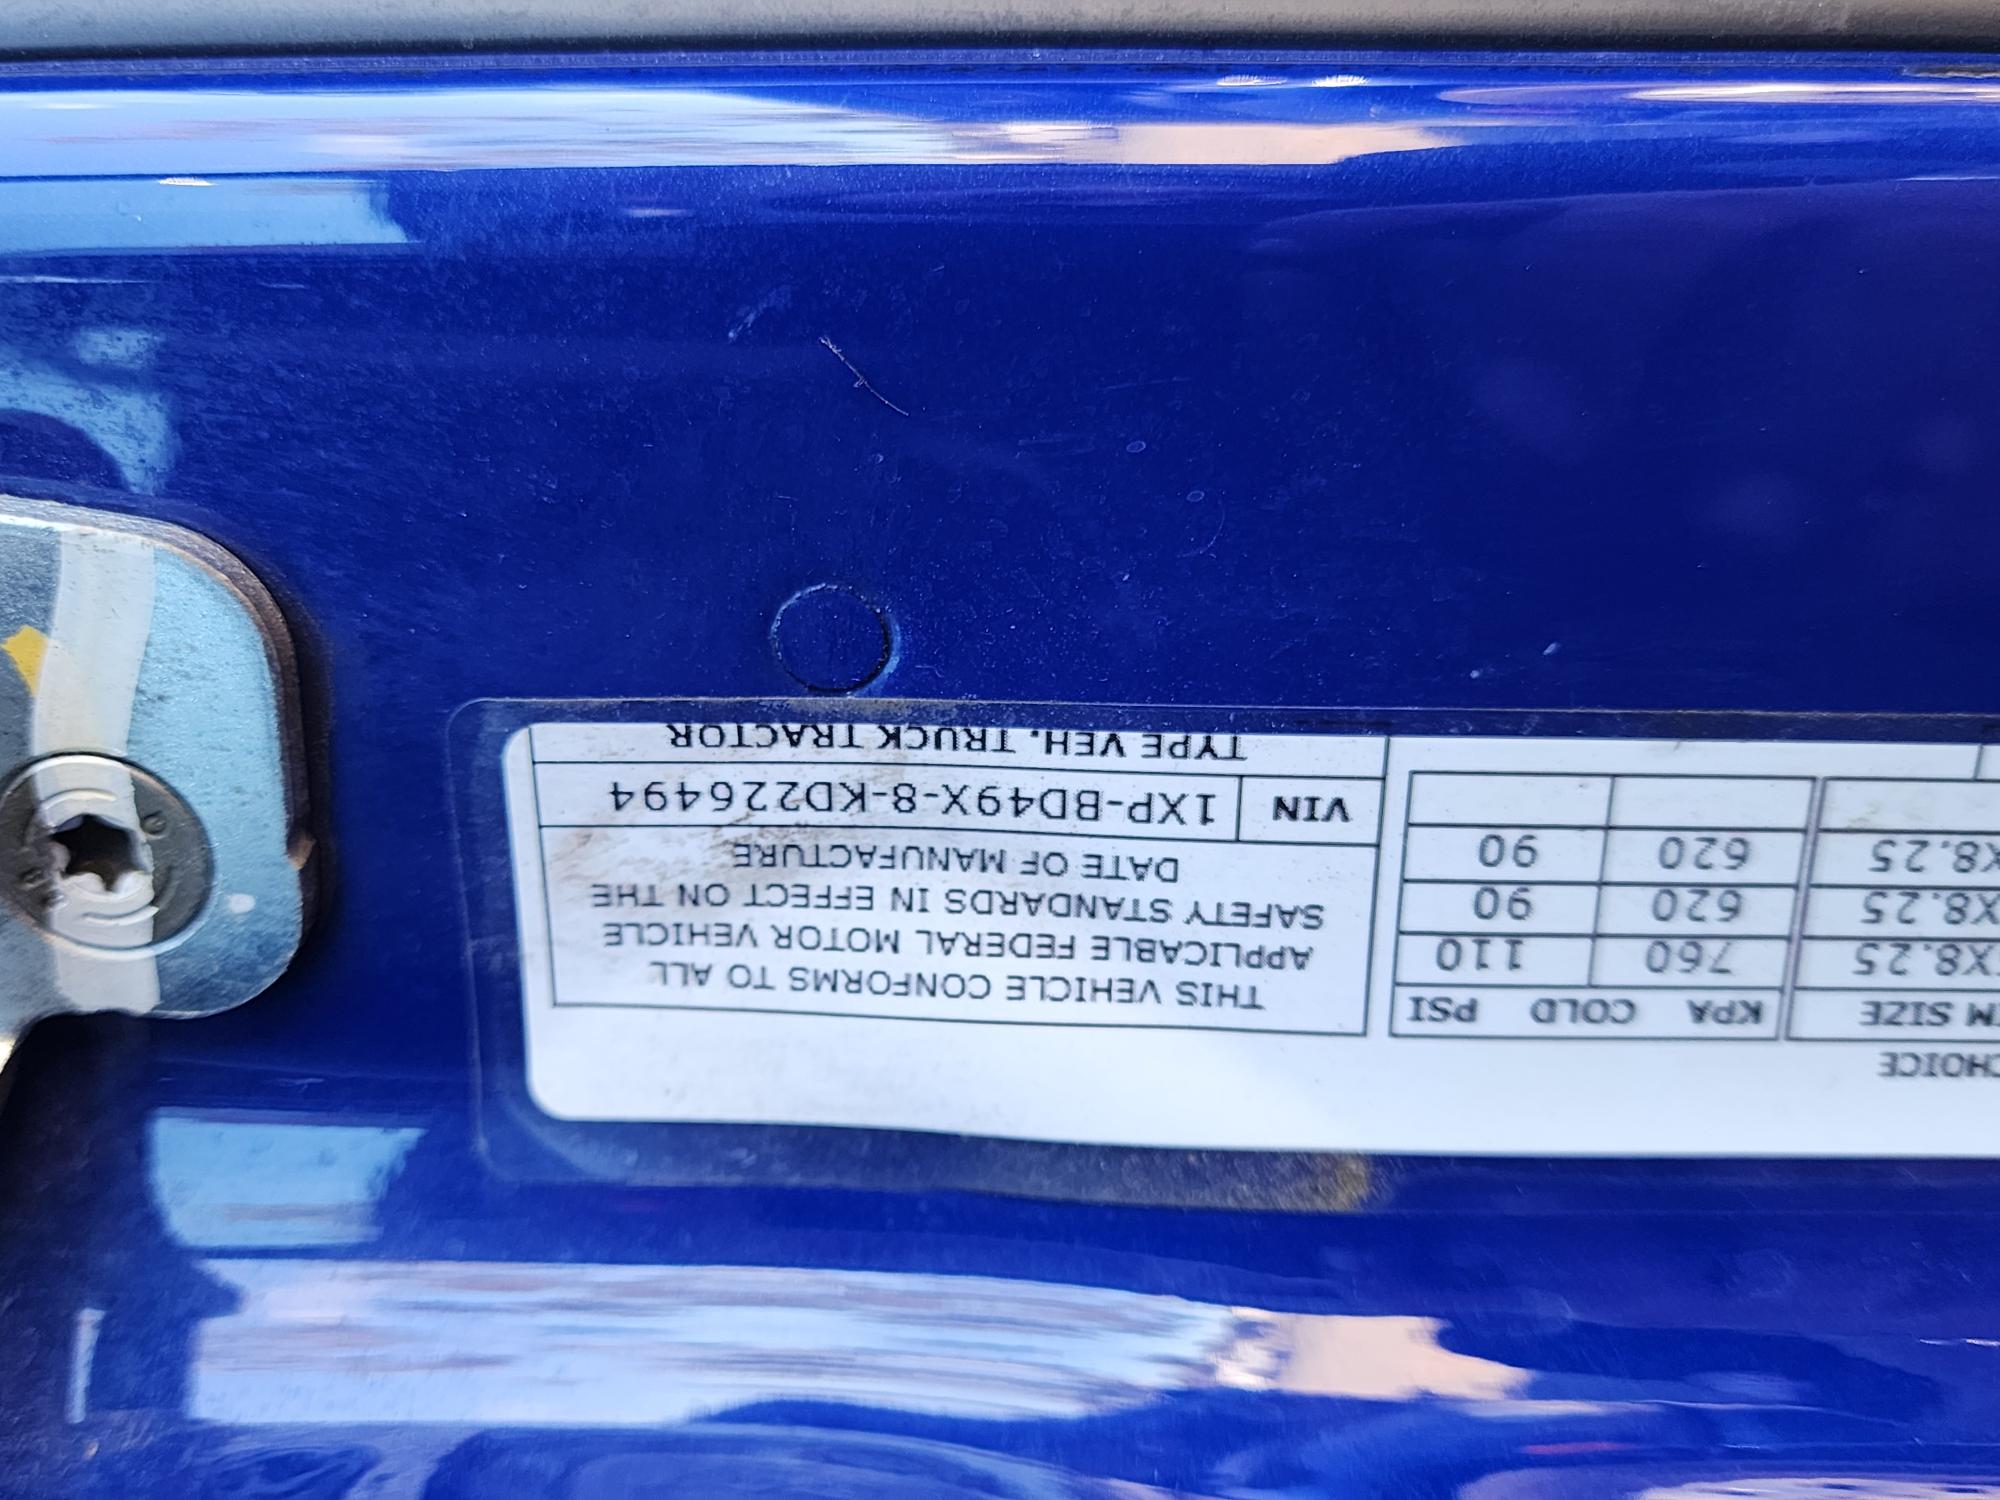 CHOICE
M SIZE KPA COLD PSI
X8.25 760 110
X8.25 620 90
X8.25 620 90
THIS VEHICLE CONFORMS TO ALL
APPLICABLE FEDERAL MOTOR VEHICLE
SAFETY STANDARDS IN EFFECT ON THE
DATE OF MANUFACTURE
VIN 1XP-BD49X-8-KD226494
TYPE VEH. TRUCK TRACTOR